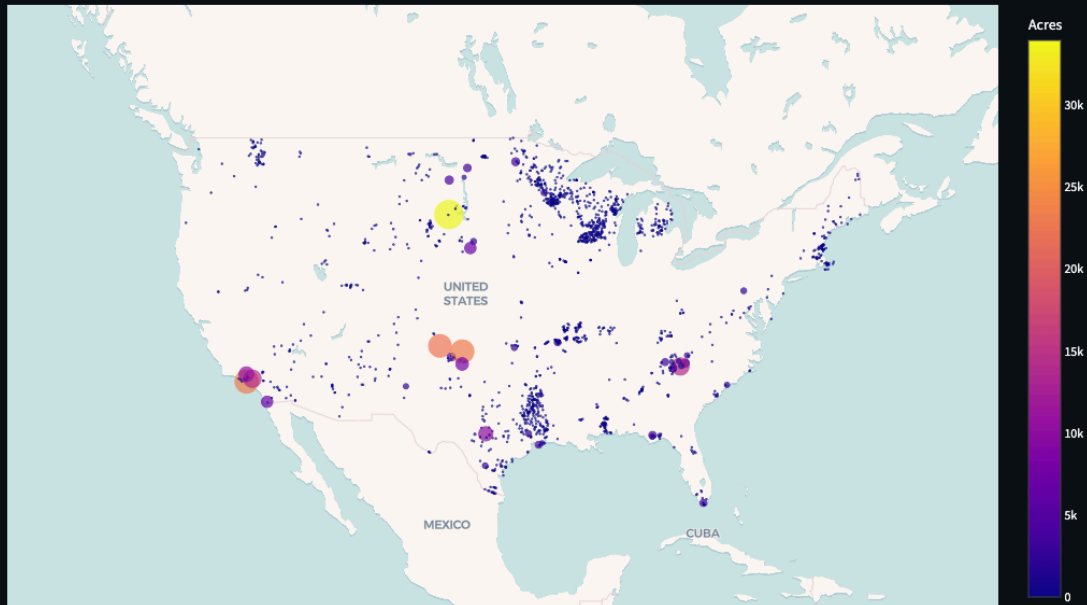 Acres
30k
25k
20k
15k
10k
5k
0
UNITED
STATES
MEXICO
CUBA